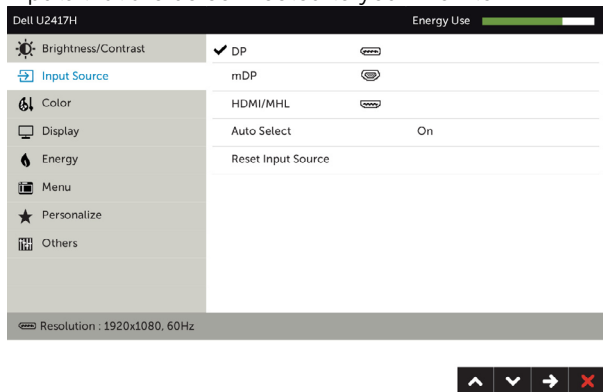 Dell U2417H Energy Use
Brightness/Contrast
DP
Input Source
mDP
Color
HDMI/MHL
Display
Auto Select On
Energy
Reset Input Source
Menu
Personalize
Others
Resolution : 1920x1080, 60Hz